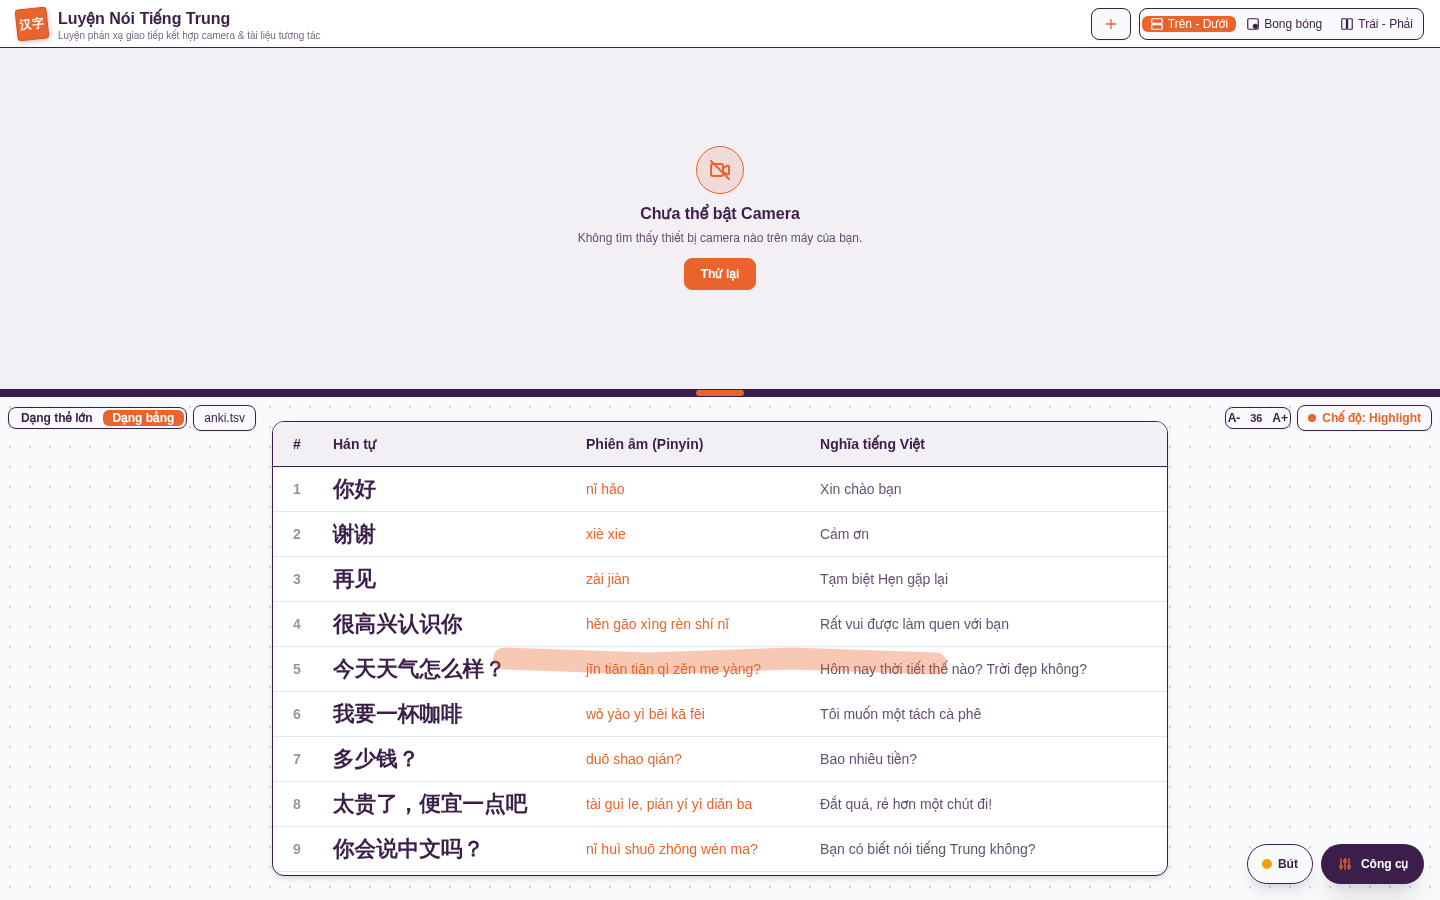 汉字
Luyện Nói Tiếng Trung
Luyện phản xạ giao tiếp kết hợp camera & tài liệu tương tác
Trên - Dưới
Bong bóng
Trái - Phải
Chưa thể bật Camera
Không tìm thấy thiết bị camera nào trên máy của bạn.
Thử lại
Dạng thẻ lớn
Dạng bảng
anki.tsv
A- 36 A+
Chế độ: Highlight
# Hán tự Phiên âm (Pinyin) Nghĩa tiếng Việt
1 你好 nǐ hǎo Xin chào bạn
2 谢谢 xiè xie Cảm ơn
3 再见 zài jiàn Tạm biệt Hẹn gặp lại
4 很高兴认识你 hěn gāo xìng rèn shí nǐ Rất vui được làm quen với bạn
5 今天天气怎么样？ jīn tiān tiān qì zěn me yàng? Hôm nay thời tiết thế nào? Trời đẹp không?
6 我要一杯咖啡 wǒ yào yì bēi kā fēi Tôi muốn một tách cà phê
7 多少钱？ duō shao qián? Bao nhiêu tiền?
8 太贵了，便宜一点吧 tài guì le, pián yí yì diǎn ba Đắt quá, rẻ hơn một chút đi!
9 你会说中文吗？ nǐ huì shuō zhōng wén ma? Bạn có biết nói tiếng Trung không?
Bút
Công cụ